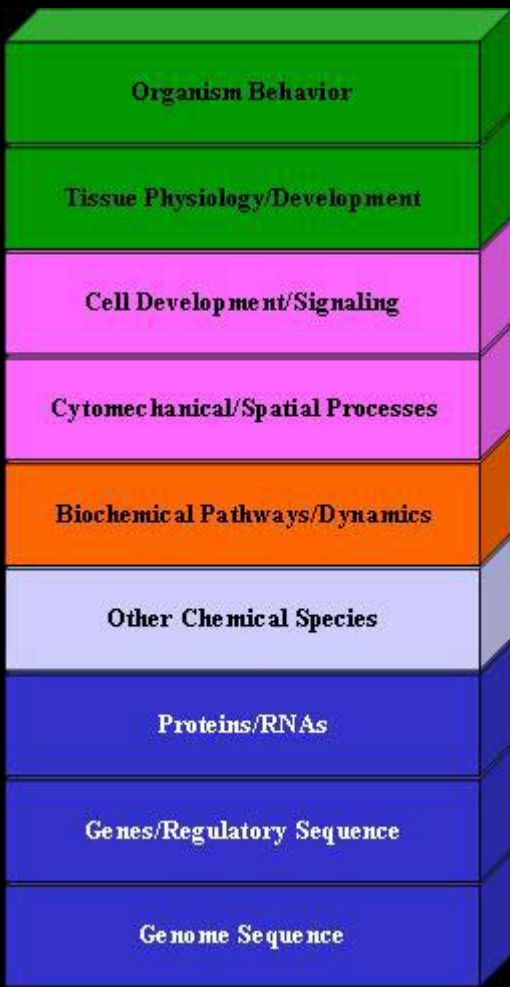 Organism Behavior
Tissue Physiology/Development
Cell Development/Signaling
Cytomechanical/Spatial Processes
Biochemical Pathways/Dynamics
Other Chemical Species
Proteins/RNAs
Genes/Regulatory Sequence
Genome Sequence